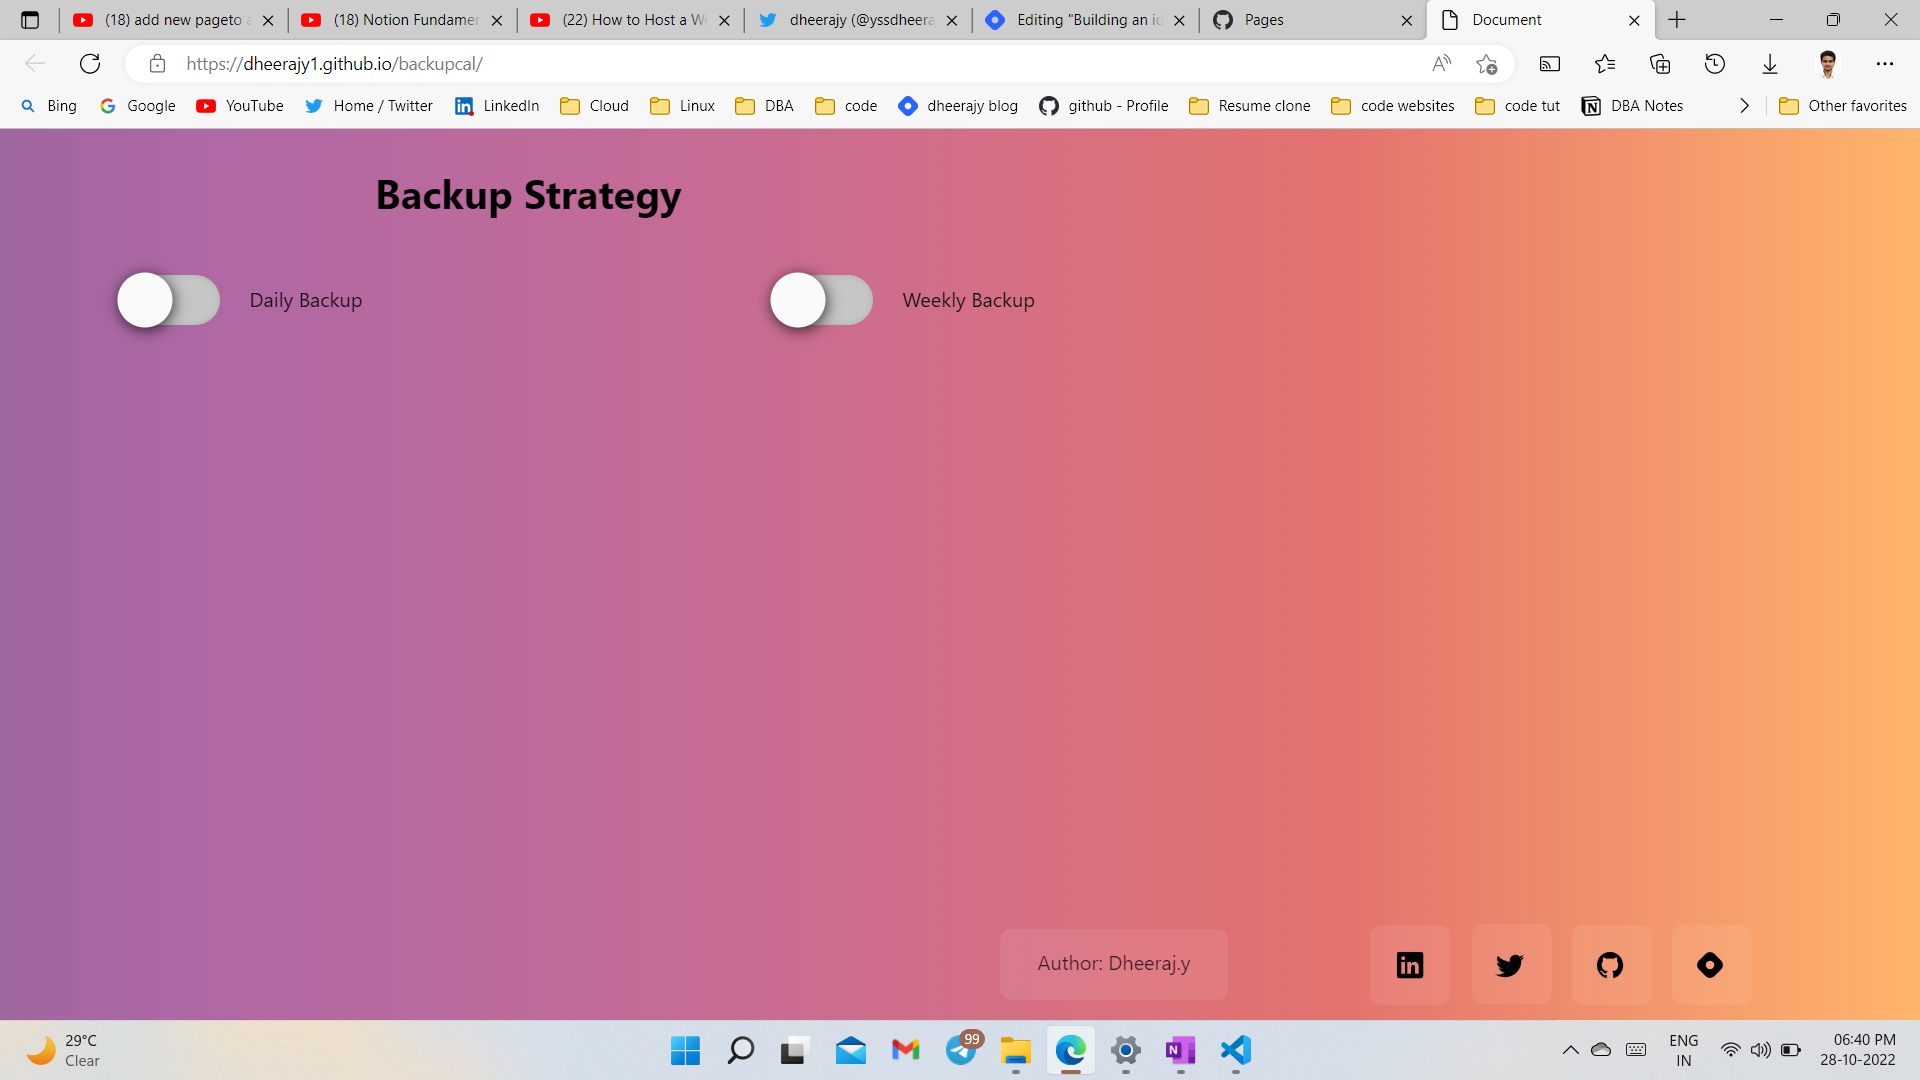 (18) add new pageto a
(18) Notion Fundamer
(22) How to Host a We
dheerajy (@yssdheera
Editing "Building an ic
Pages
Document
https://dheerajy1.github.io/backupcal/
Bing
Google
YouTube
Home / Twitter
LinkedIn
Cloud
Linux
DBA
code
dheerajy blog
github - Profile
Resume clone
code websites
code tut
DBA Notes
Other favorites
Backup Strategy
Daily Backup
Weekly Backup
Author: Dheeraj.y
29°C
Clear
99
ENG
IN
06:40 PM
28-10-2022